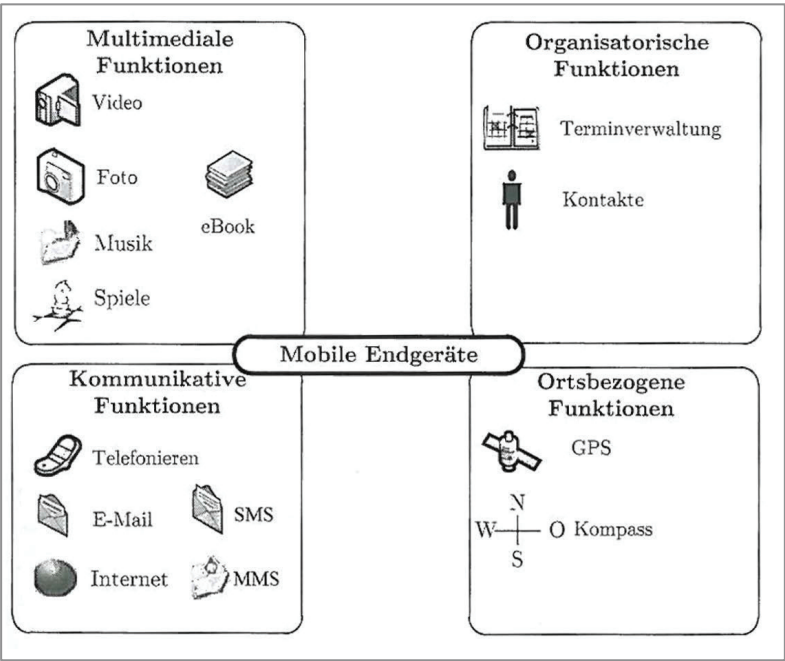 Multimediale
Funktionen
Video
Foto
eBook
Musik
Spiele
Organisatorische
Funktionen
Terminverwaltung
Kontakte
Mobile Endgeräte
Kommunikative
Funktionen
Telefonieren
E-Mail
SMS
Internet
MMS
Ortsbezogene
Funktionen
GPS
N
W O Kompass
S